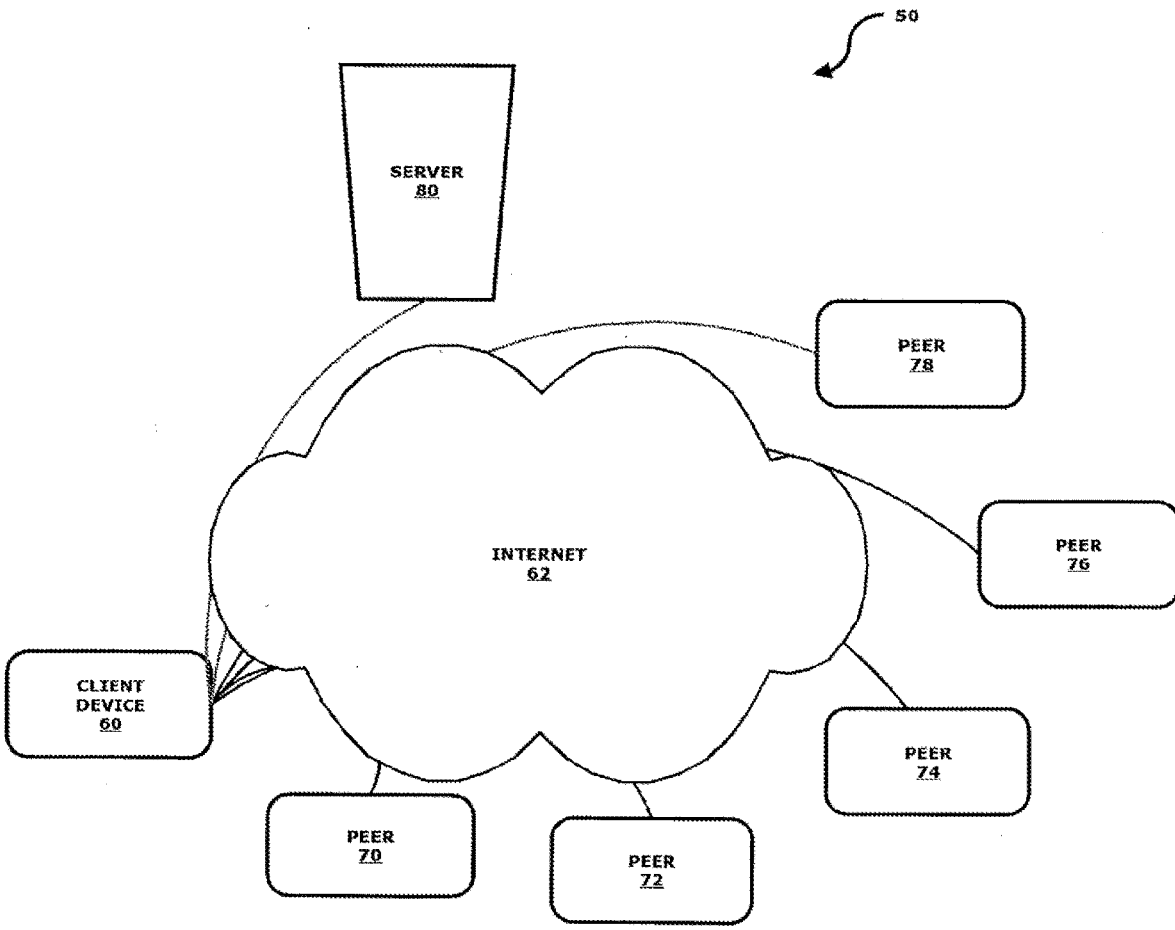 50
SERVER
80
PEER
78
PEER
76
INTERNET
62
CLIENT
DEVICE
60
PEER
74
PEER
70
PEER
72